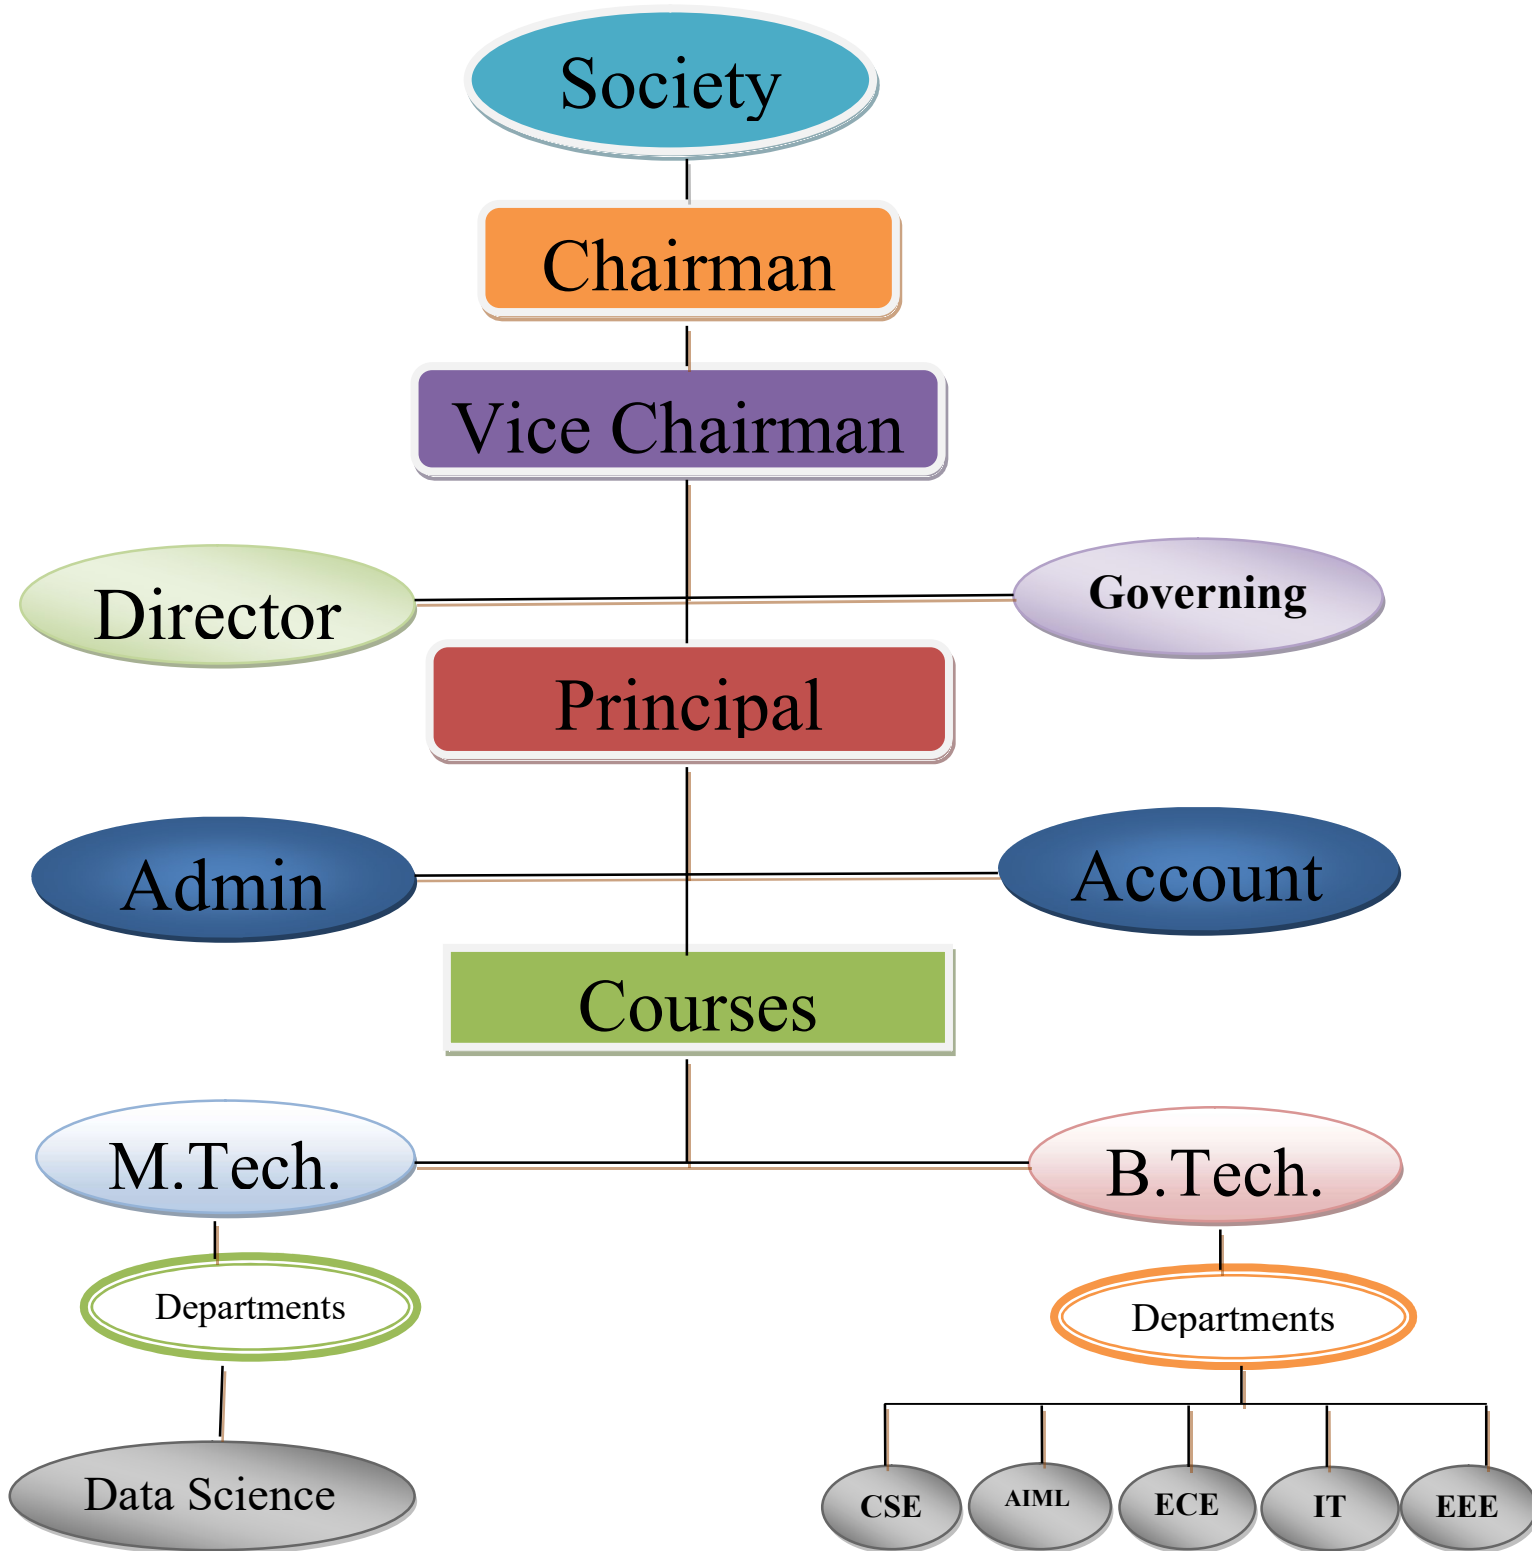 Society
Chairman
Vice Chairman
Director
Governing
Principal
Admin
Account
Courses
M.Tech.
B.Tech.
Departments
Departments
Data Science
CSE
AIML
ECE
IT
EEE